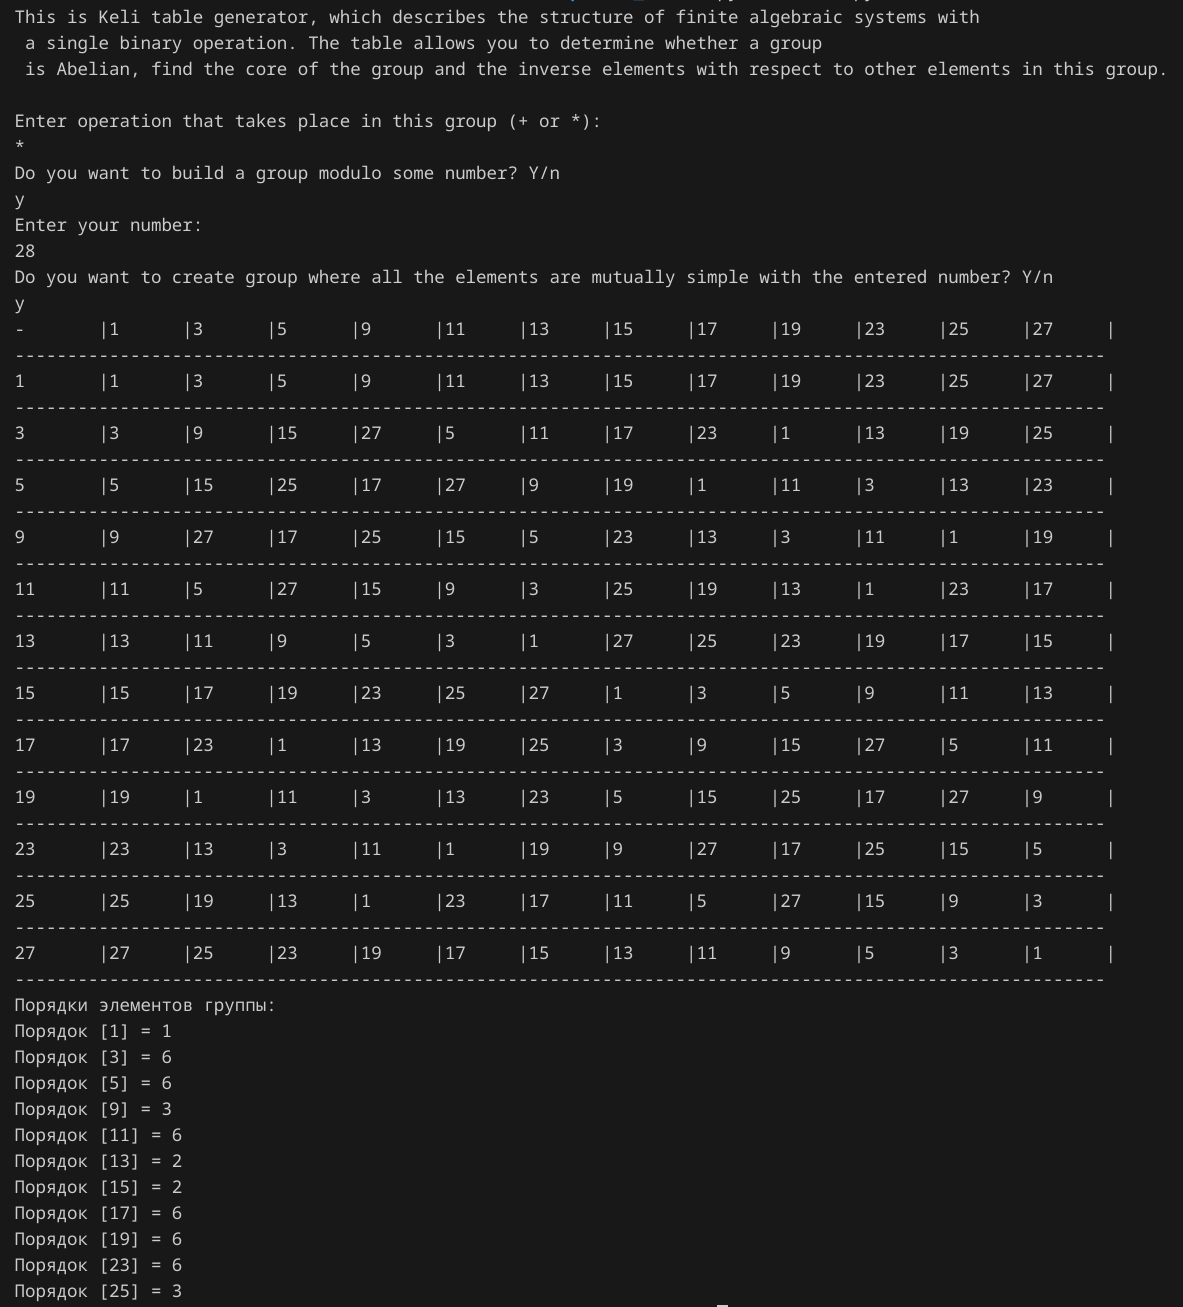 This is Keli table generator, which describes the structure of finite algebraic systems with
a single binary operation. The table allows you to determine whether a group
is Abelian, find the core of the group and the inverse elements with respect to other elements in this group.
Enter operation that takes place in this group (+ or *):
*
Do you want to build a group modulo some number? Y/n
y
Enter your number:
28
Do you want to create group where all the elements are mutually simple with the entered number? Y/n
y
- |1 |3 |5 |9 |11 |13 |15 |17 |19 |23 |25 |27 |
--------------------------------------------------------------------------------------------------------
1 |1 |3 |5 |9 |11 |13 |15 |17 |19 |23 |25 |27 |
--------------------------------------------------------------------------------------------------------
3 |3 |9 |15 |27 |5 |11 |17 |23 |1 |13 |19 |25 |
--------------------------------------------------------------------------------------------------------
5 |5 |15 |25 |17 |27 |9 |19 |1 |11 |3 |13 |23 |
--------------------------------------------------------------------------------------------------------
9 |9 |27 |17 |25 |15 |5 |23 |13 |3 |11 |1 |19 |
--------------------------------------------------------------------------------------------------------
11 |11 |5 |27 |15 |9 |3 |25 |19 |13 |1 |23 |17 |
--------------------------------------------------------------------------------------------------------
13 |13 |11 |9 |5 |3 |1 |27 |25 |23 |19 |17 |15 |
--------------------------------------------------------------------------------------------------------
15 |15 |17 |19 |23 |25 |27 |1 |3 |5 |9 |11 |13 |
--------------------------------------------------------------------------------------------------------
17 |17 |23 |1 |13 |19 |25 |3 |9 |15 |27 |5 |11 |
--------------------------------------------------------------------------------------------------------
19 |19 |1 |11 |3 |13 |23 |5 |15 |25 |17 |27 |9 |
--------------------------------------------------------------------------------------------------------
23 |23 |13 |3 |11 |1 |19 |9 |27 |17 |25 |15 |5 |
--------------------------------------------------------------------------------------------------------
25 |25 |19 |13 |1 |23 |17 |11 |5 |27 |15 |9 |3 |
--------------------------------------------------------------------------------------------------------
27 |27 |25 |23 |19 |17 |15 |13 |11 |9 |5 |3 |1 |
--------------------------------------------------------------------------------------------------------
Порядки элементов группы:
Порядок [1] = 1
Порядок [3] = 6
Порядок [5] = 6
Порядок [9] = 3
Порядок [11] = 6
Порядок [13] = 2
Порядок [15] = 2
Порядок [17] = 6
Порядок [19] = 6
Порядок [23] = 6
Порядок [25] = 3